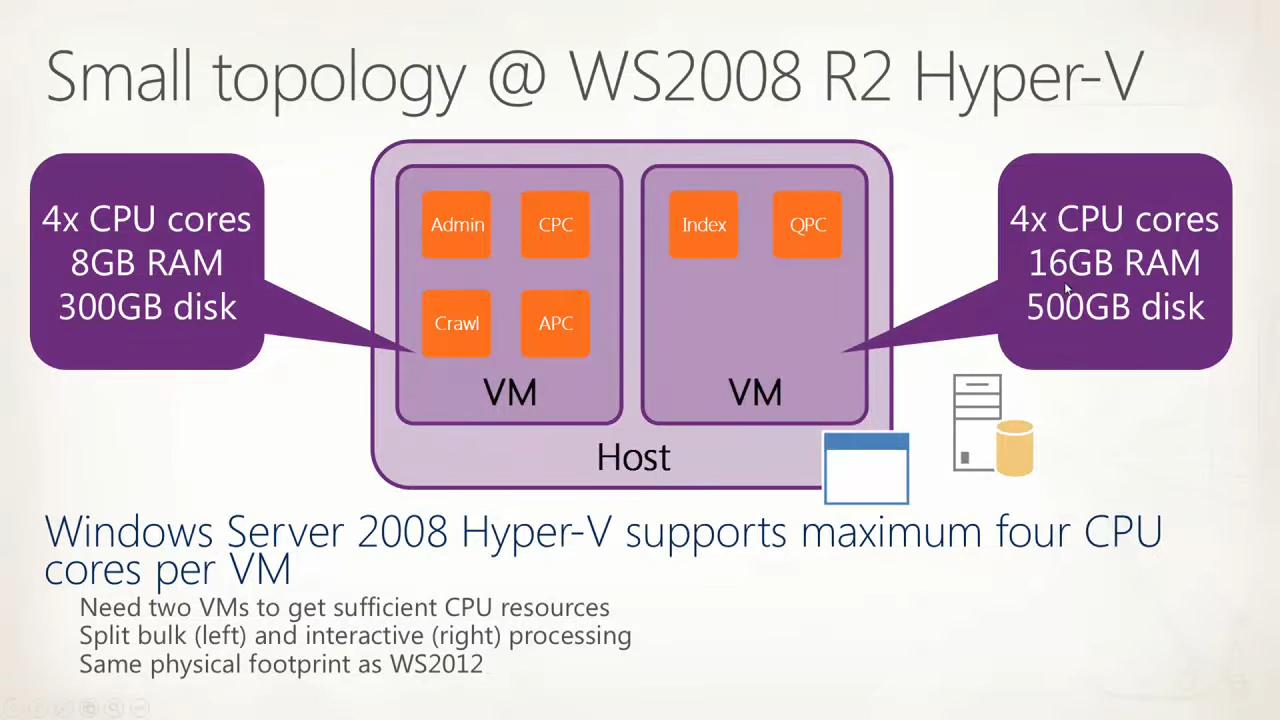 Small topology @ WS2008 R2 Hyper-V
4x CPU cores
8GB RAM
300GB disk
Admin
CPC
Crawl
APC
VM
Index
QPC
VM
Host
4x CPU cores
16GB RAM
500GB disk
Windows Server 2008 Hyper-V supports maximum four CPU
cores per VM
Need two VMs to get sufficient CPU resources
Split bulk (left) and interactive (right) processing
Same physical footprint as WS2012